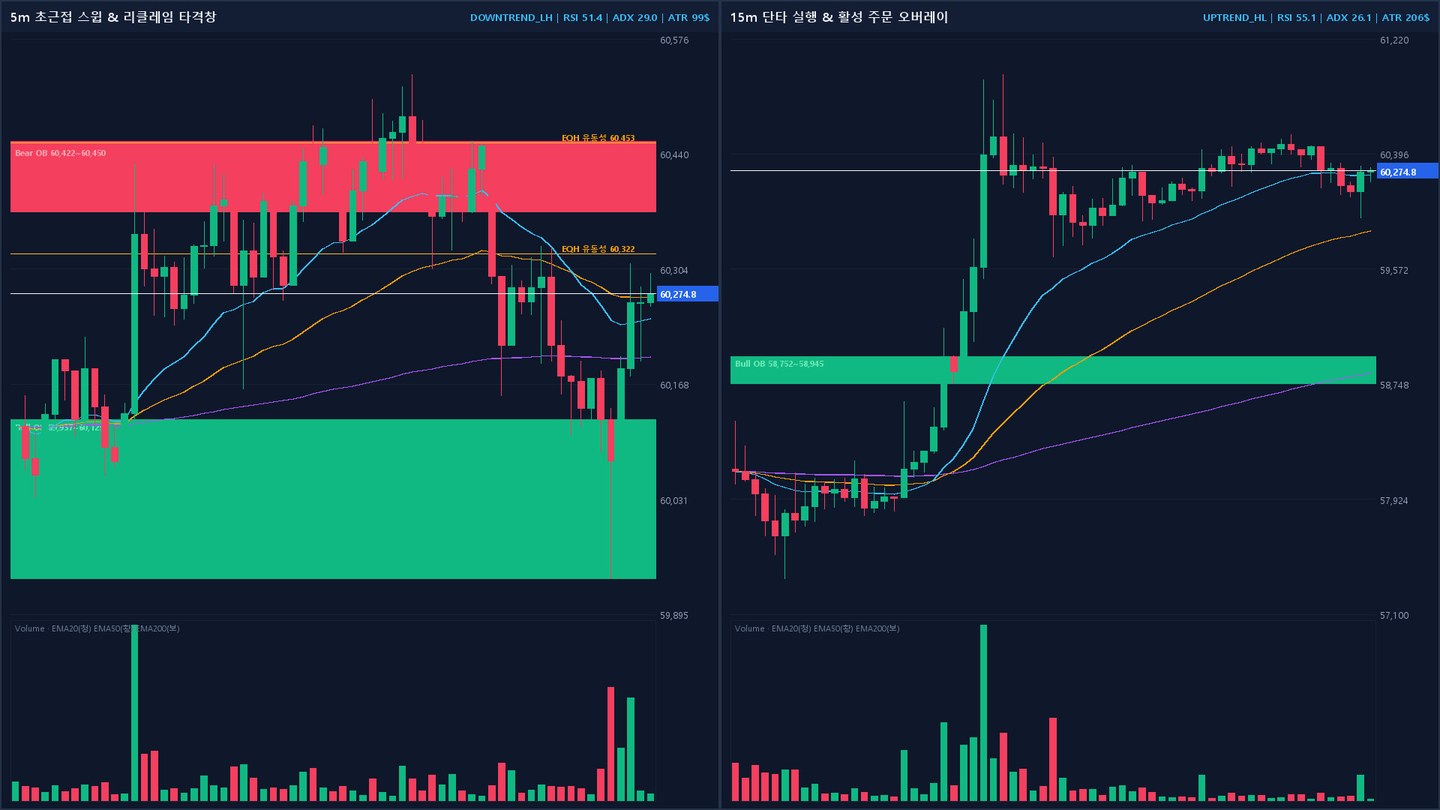 5m 초근접 스윕 & 리클레임 타격창
DOWNTREND_LH | RSI 51.4 | ADX 29.0 | ATR 99$
60,576
EQH 유동성 60,453
Bear OB 60,422~60,450
60,440
EQH 유동성 60,322
60,304
60,274.8
60,168
60,031
59,895
Volume · EMA20(청) EMA50(황) EMA200(보)
15m 단타 실행 & 활성 주문 오버레이
UPTREND_HL | RSI 55.1 | ADX 26.1 | ATR 206$
61,220
60,396
60,274.8
59,572
Bull OB 58,752~58,945
58,748
57,924
57,100
Volume · EMA20(청) EMA50(황) EMA200(보)